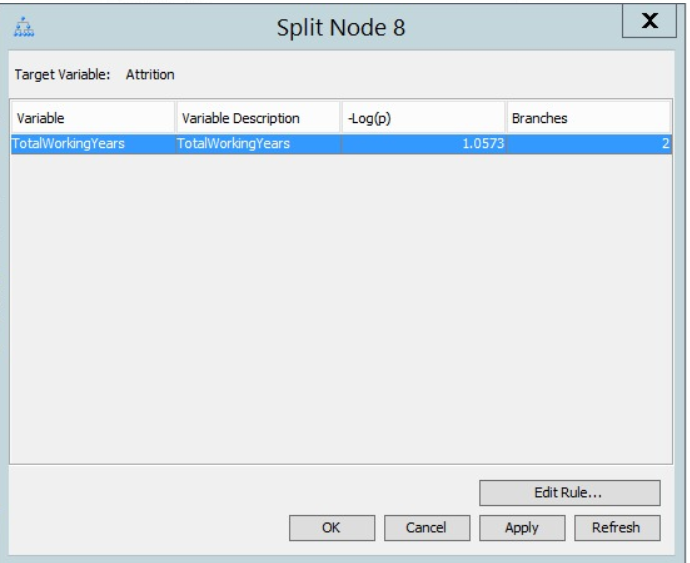 Split Node 8
X
Target Variable: Attrition
Variable Variable Description -Log(p) Branches
TotalWorkingYears TotalWorkingYears 1.0573 2
Edit Rule...
OK Cancel Apply Refresh